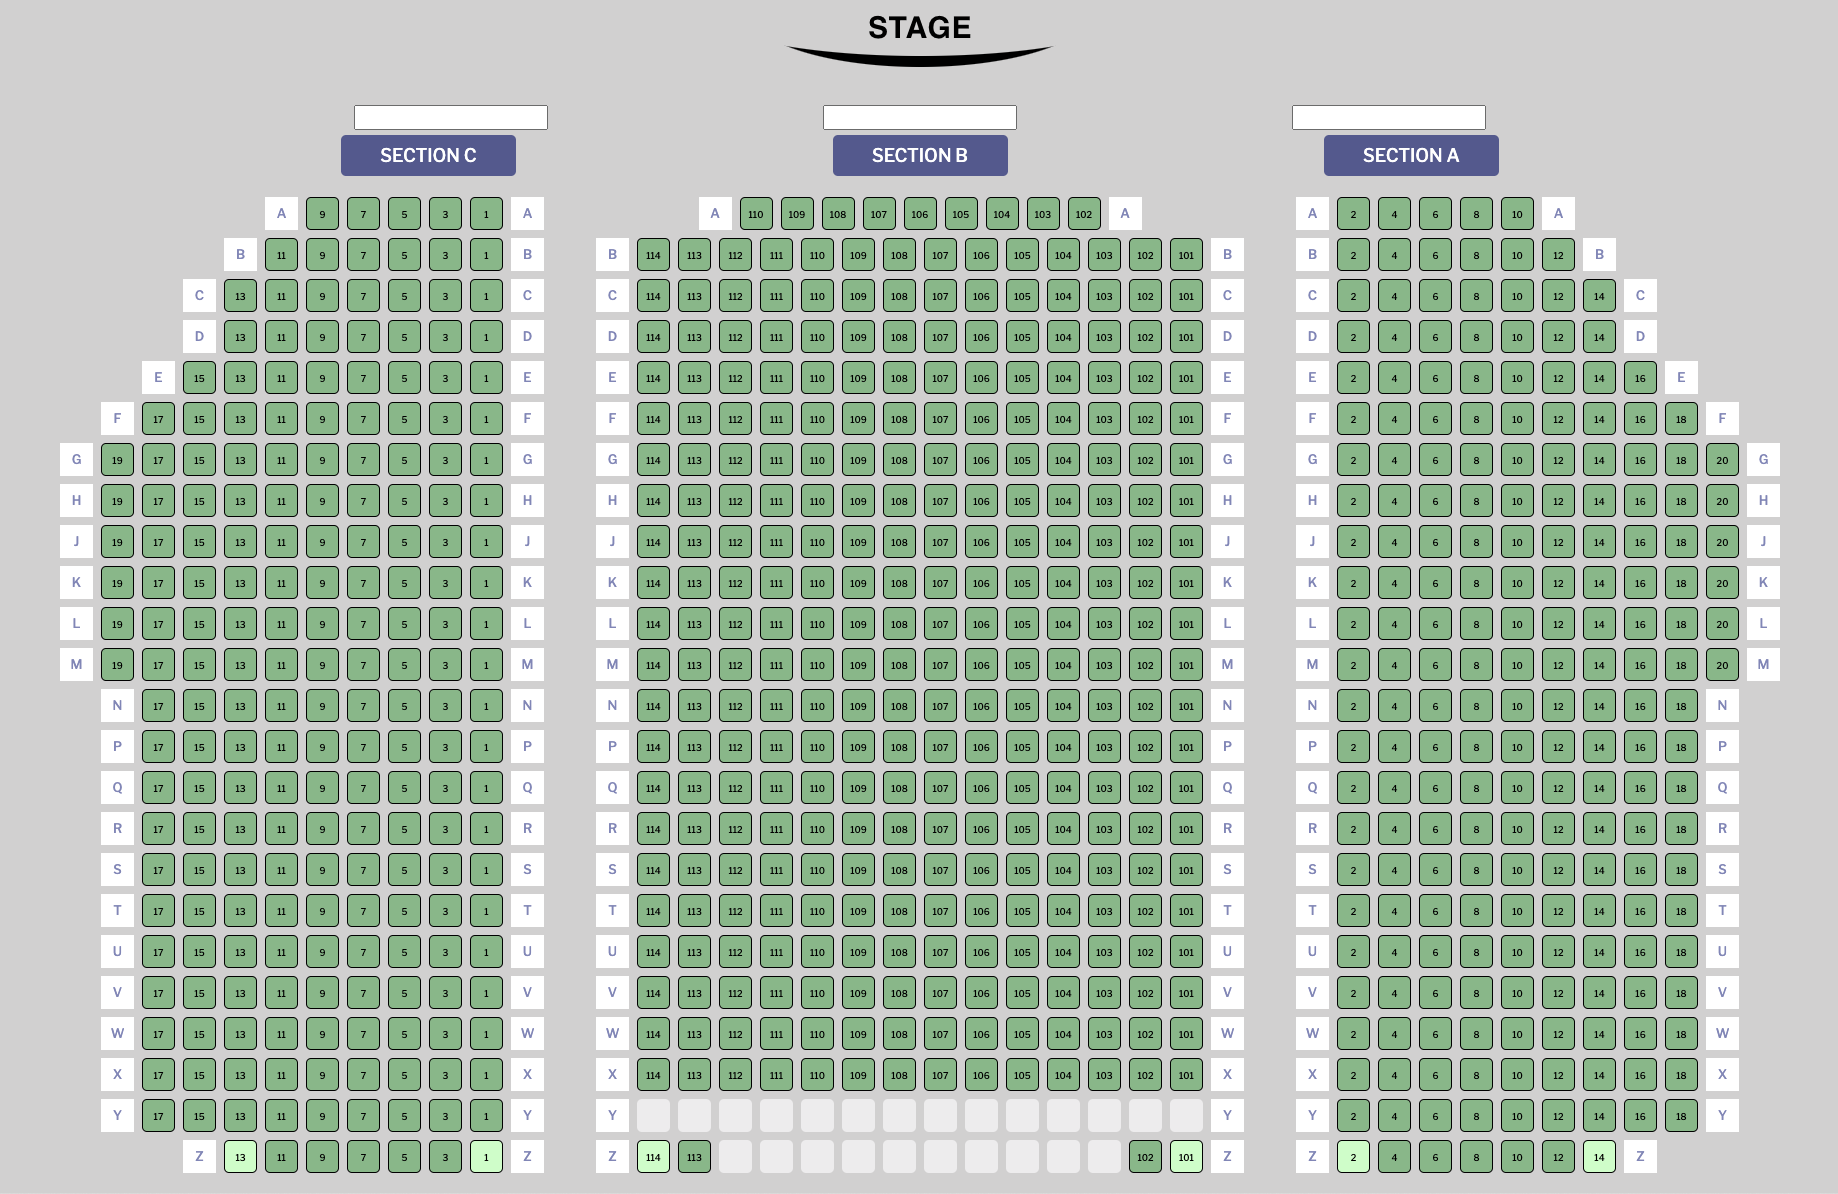 STAGE
SECTION C SECTION B SECTION A
A 9 7 5 3 1 A A 110 109 108 107 106 105 104 103 102 A A 2 4 6 8 10 A
B 11 9 7 5 3 1 B B 114 113 112 111 110 109 108 107 106 105 104 103 102 101 B B 2 4 6 8 10 12 B
C 13 11 9 7 5 3 1 C C 114 113 112 111 110 109 108 107 106 105 104 103 102 101 C C 2 4 6 8 10 12 14 C
D 13 11 9 7 5 3 1 D D 114 113 112 111 110 109 108 107 106 105 104 103 102 101 D D 2 4 6 8 10 12 14 D
E 15 13 11 9 7 5 3 1 E E 114 113 112 111 110 109 108 107 106 105 104 103 102 101 E E 2 4 6 8 10 12 14 16 E
F 17 15 13 11 9 7 5 3 1 F F 114 113 112 111 110 109 108 107 106 105 104 103 102 101 F F 2 4 6 8 10 12 14 16 18 F
G 19 17 15 13 11 9 7 5 3 1 G G 114 113 112 111 110 109 108 107 106 105 104 103 102 101 G G 2 4 6 8 10 12 14 16 18 20 G
H 19 17 15 13 11 9 7 5 3 1 H H 114 113 112 111 110 109 108 107 106 105 104 103 102 101 H H 2 4 6 8 10 12 14 16 18 20 H
J 19 17 15 13 11 9 7 5 3 1 J J 114 113 112 111 110 109 108 107 106 105 104 103 102 101 J J 2 4 6 8 10 12 14 16 18 20 J
K 19 17 15 13 11 9 7 5 3 1 K K 114 113 112 111 110 109 108 107 106 105 104 103 102 101 K K 2 4 6 8 10 12 14 16 18 20 K
L 19 17 15 13 11 9 7 5 3 1 L L 114 113 112 111 110 109 108 107 106 105 104 103 102 101 L L 2 4 6 8 10 12 14 16 18 20 L
M 19 17 15 13 11 9 7 5 3 1 M M 114 113 112 111 110 109 108 107 106 105 104 103 102 101 M M 2 4 6 8 10 12 14 16 18 20 M
N 17 15 13 11 9 7 5 3 1 N N 114 113 112 111 110 109 108 107 106 105 104 103 102 101 N N 2 4 6 8 10 12 14 16 18 N
P 17 15 13 11 9 7 5 3 1 P P 114 113 112 111 110 109 108 107 106 105 104 103 102 101 P P 2 4 6 8 10 12 14 16 18 P
Q 17 15 13 11 9 7 5 3 1 Q Q 114 113 112 111 110 109 108 107 106 105 104 103 102 101 Q Q 2 4 6 8 10 12 14 16 18 Q
R 17 15 13 11 9 7 5 3 1 R R 114 113 112 111 110 109 108 107 106 105 104 103 102 101 R R 2 4 6 8 10 12 14 16 18 R
S 17 15 13 11 9 7 5 3 1 S S 114 113 112 111 110 109 108 107 106 105 104 103 102 101 S S 2 4 6 8 10 12 14 16 18 S
T 17 15 13 11 9 7 5 3 1 T T 114 113 112 111 110 109 108 107 106 105 104 103 102 101 T T 2 4 6 8 10 12 14 16 18 T
U 17 15 13 11 9 7 5 3 1 U U 114 113 112 111 110 109 108 107 106 105 104 103 102 101 U U 2 4 6 8 10 12 14 16 18 U
V 17 15 13 11 9 7 5 3 1 V V 114 113 112 111 110 109 108 107 106 105 104 103 102 101 V V 2 4 6 8 10 12 14 16 18 V
W 17 15 13 11 9 7 5 3 1 W W 114 113 112 111 110 109 108 107 106 105 104 103 102 101 W W 2 4 6 8 10 12 14 16 18 W
X 17 15 13 11 9 7 5 3 1 X X 114 113 112 111 110 109 108 107 106 105 104 103 102 101 X X 2 4 6 8 10 12 14 16 18 X
Y 17 15 13 11 9 7 5 3 1 Y Y Y Y 2 4 6 8 10 12 14 16 18 Y
Z 13 11 9 7 5 3 1 Z Z 114 113 102 101 Z Z 2 4 6 8 10 12 14 Z